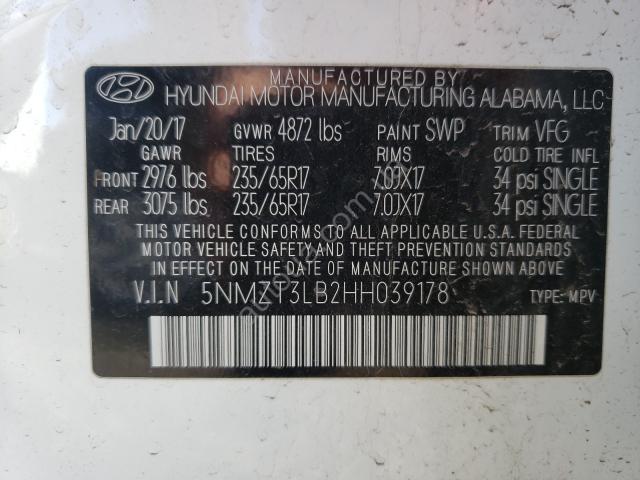 MANUFACTURED BY
HYUNDAI MOTOR MANUFACTURING ALABAMA, LLC
Jan/20/17 GVWR 4872 lbs PAINT SWP TRIM VFG
GAWR TIRES RIMS COLD TIRE INFL
FRONT 2976 lbs 235/65R17 7.0JX17 34 psi SINGLE
REAR 3075 lbs 235/65R17 7.0JX17 34 psi SINGLE
THIS VEHICLE CONFORMS TO ALL APPLICABLE U.S.A. FEDERAL
MOTOR VEHICLE SAFETY AND THEFT PREVENTION STANDARDS
IN EFFECT ON THE DATE OF MANUFACTURE SHOWN ABOVE.
V.I.N 5NMZT3LB2HH039178 TYPE: MPV